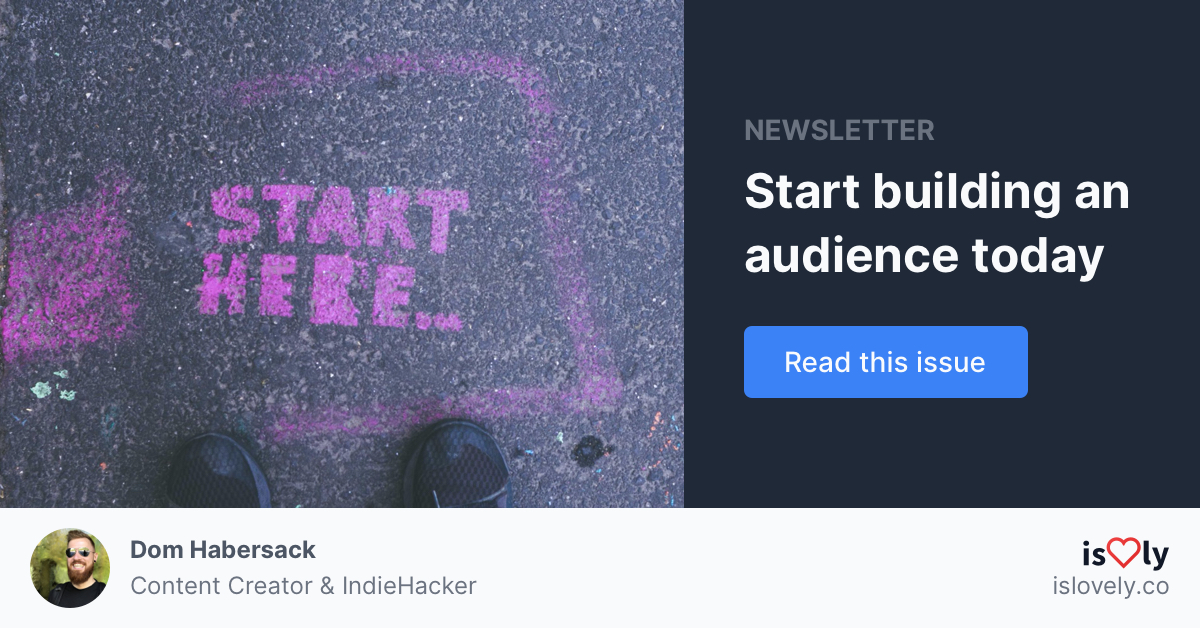 START
HERE...
NEWSLETTER
Start building an
audience today
Read this issue
Dom Habersack
Content Creator & IndieHacker
is♡ly
islovely.co